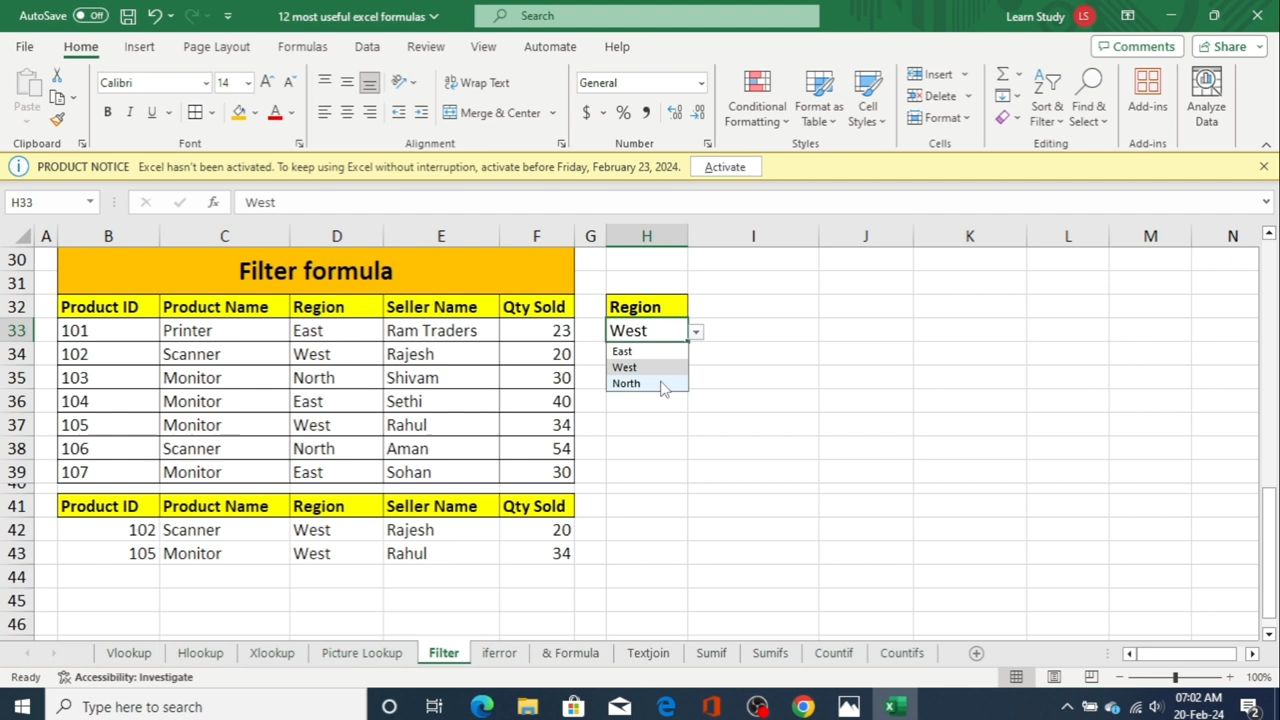 AutoSave Off 12 most useful excel formulas Search Learn Study LS
File Home Insert Page Layout Formulas Data Review View Automate Help Comments Share
Paste Calibri 14 A A Wrap Text General Insert
B I U A Merge & Center $ % Conditional Formatting Format as Table Cell Styles Delete Format Sort & Filter Find & Select Add-ins Analyze Data
Clipboard Font Alignment Number Styles Cells Editing Add-ins
PRODUCT NOTICE Excel hasn't been activated. To keep using Excel without interruption, activate before Friday, February 23, 2024. Activate
H33 fx West
A B C D E F G H I J K L M N
30
Filter formula
31
32 Product ID Product Name Region Seller Name Qty Sold Region
33 101 Printer East Ram Traders 23 West
34 102 Scanner West Rajesh 20 East
West
35 103 Monitor North Shivam 30 North
36 104 Monitor East Sethi 40
37 105 Monitor West Rahul 34
38 106 Scanner North Aman 54
39 107 Monitor East Sohan 30
40
41 Product ID Product Name Region Seller Name Qty Sold
42 102 Scanner West Rajesh 20
43 105 Monitor West Rahul 34
44
45
46
Vlookup Hlookup Xlookup Picture Lookup Filter iferror & Formula Textjoin Sumif Sumifs Countif Countifs
Ready Accessibility: Investigate 100%
Type here to search 07:02 AM
20-Feb-24 2